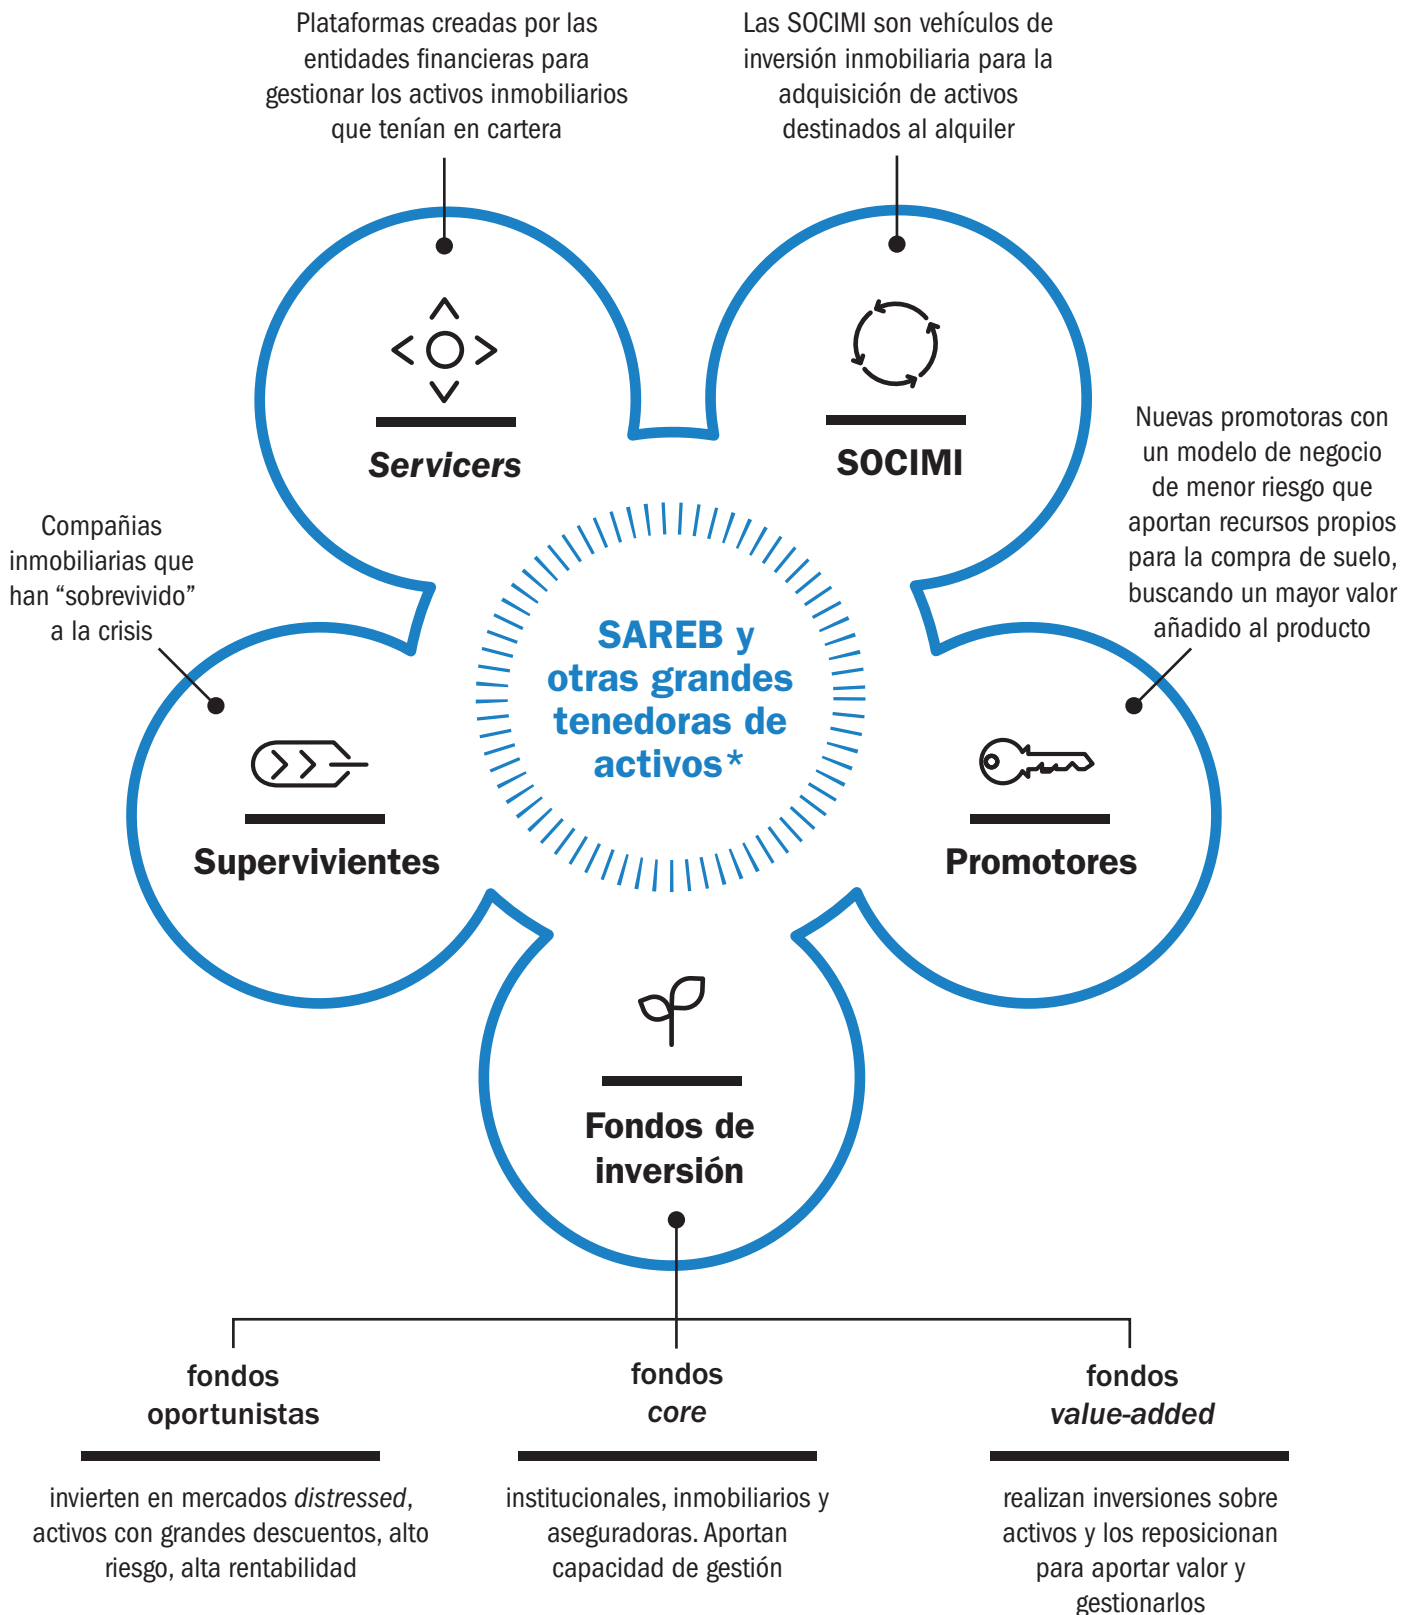 Plataformas creadas por las
entidades financieras para
gestionar los activos inmobiliarios
que tenían en cartera
Las SOCIMI son vehículos de
inversión inmobiliaria para la
adquisición de activos
destinados al alquiler
Servicers
SOCIMI
Nuevas promotoras con
un modelo de negocio
de menor riesgo que
aportan recursos propios
para la compra de suelo,
buscando un mayor valor
añadido al producto
Compañias
inmobiliarias que
han “sobrevivido”
a la crisis
SAREB y
otras grandes
tenedoras de
activos*
Supervivientes
Promotores
Fondos de
inversión
fondos
oportunistas
invierten en mercados distressed,
activos con grandes descuentos, alto
riesgo, alta rentabilidad
fondos
core
institucionales, inmobiliarios y
aseguradoras. Aportan
capacidad de gestión
fondos
value-added
realizan inversiones sobre
activos y los reposicionan
para aportar valor y
gestionarlos